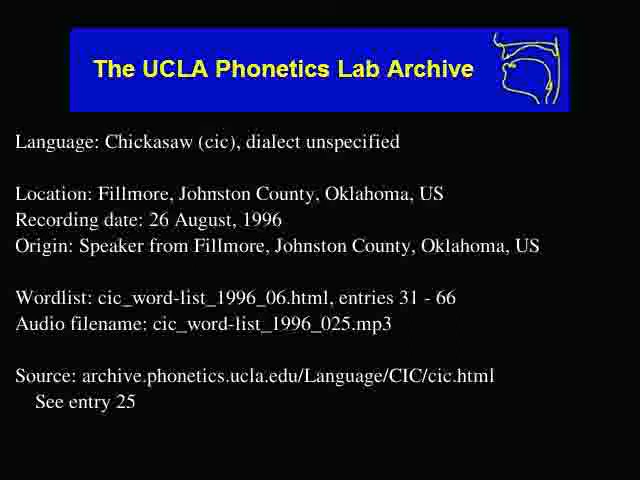 The UCLA Phonetics Lab Archive
Language: Chickasaw (cic), dialect unspecified
Location: Fillmore, Johnston County, Oklahoma, US
Recording date: 26 August, 1996
Origin: Speaker from Fillmore, Johnston County, Oklahoma, US
Wordlist: cic_word-list_1996_06.html, entries 31 - 66
Audio filename: cic_word-list_1996_025.mp3
Source: archive.phonetics.ucla.edu/Language/CIC/cic.html
See entry 25